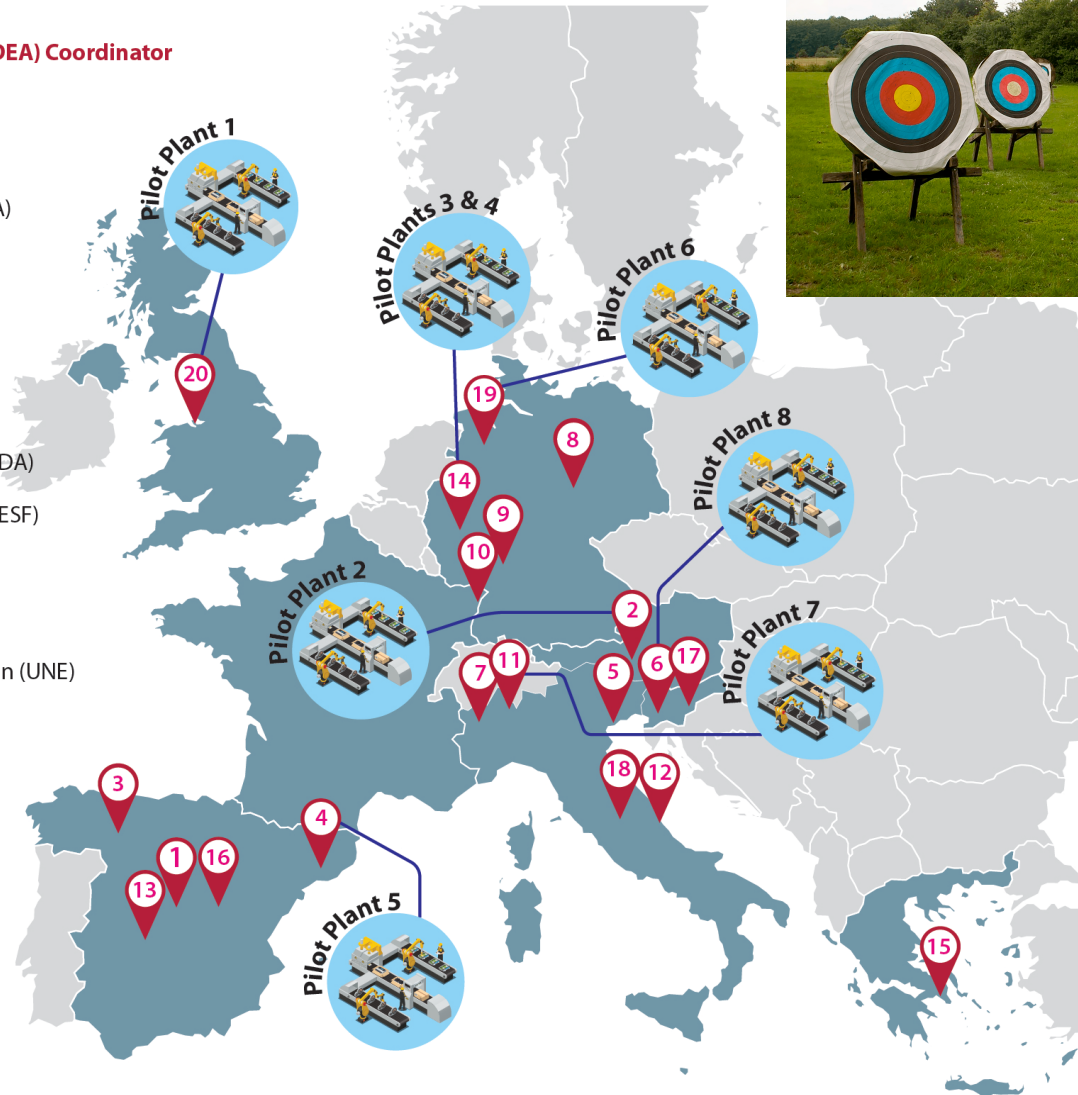 DEA) Coordinator
Pilot Plant 1
A)
Pilot Plants 3 & 4
Pilot Plant 6
20
19
8
Pilot Plant 8
DA)
14
9
ESF)
10
Pilot Plant 2
2
Pilot Plant 7
n (UNE)
7
11
5
6
17
18
12
3
4
1
16
13
Pilot Plant 5
15